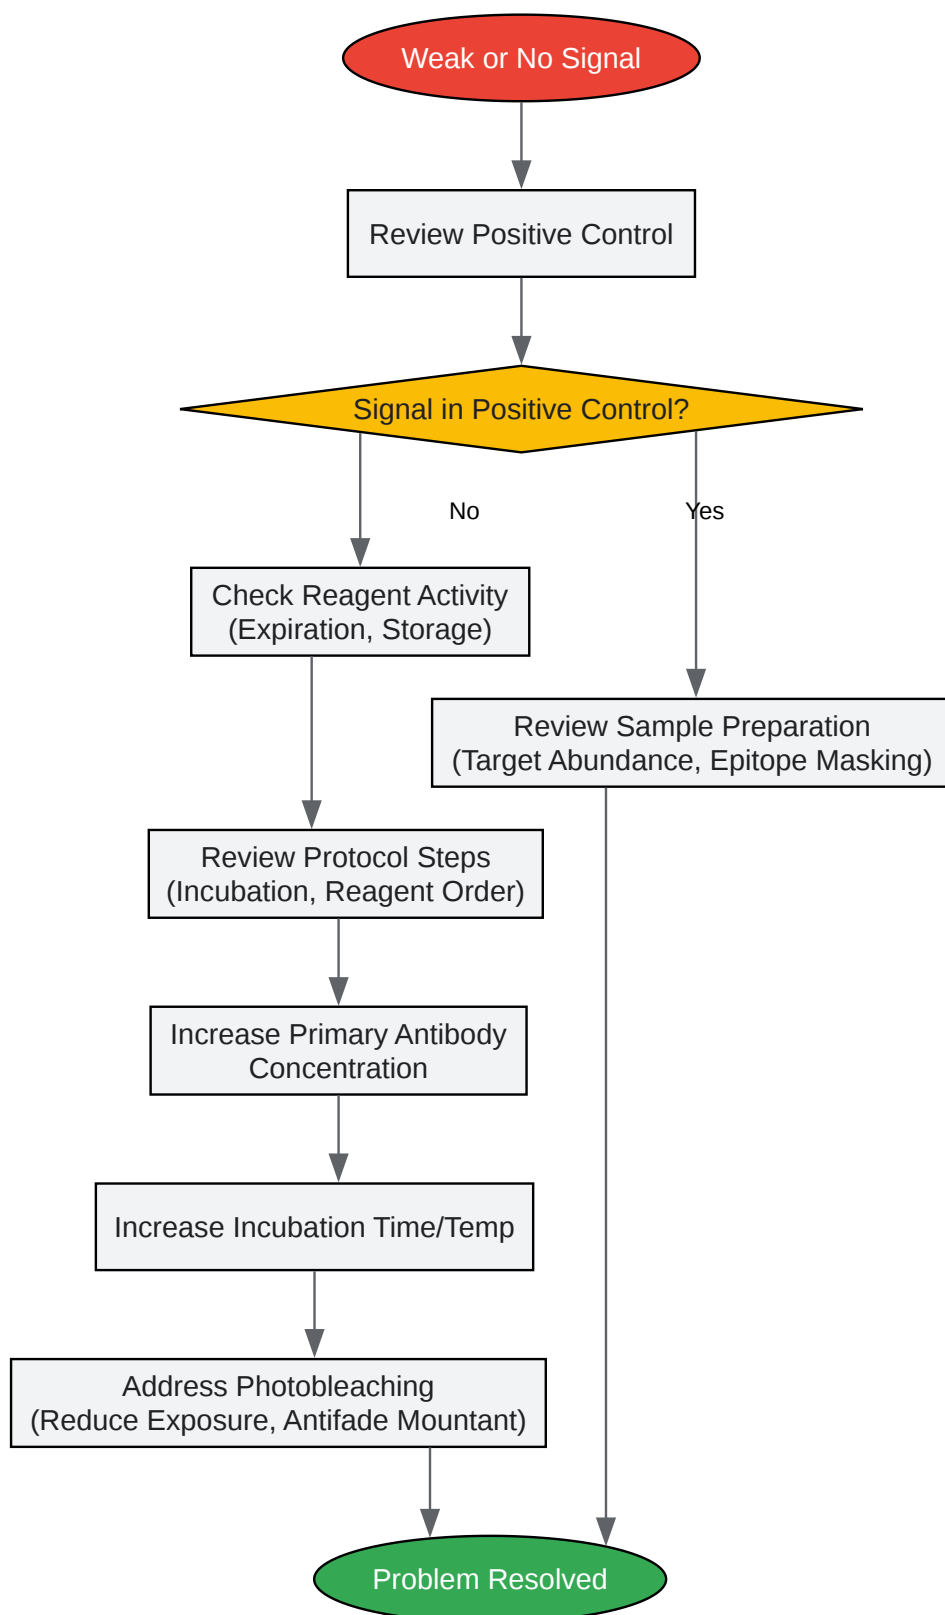 Weak or No Signal
Review Positive Control
Signal in Positive Control?
No
Yes
Check Reagent Activity
(Expiration, Storage)
Review Sample Preparation
(Target Abundance, Epitope Masking)
Review Protocol Steps
(Incubation, Reagent Order)
Increase Primary Antibody
Concentration
Increase Incubation Time/Temp
Address Photobleaching
(Reduce Exposure, Antifade Mountant)
Problem Resolved